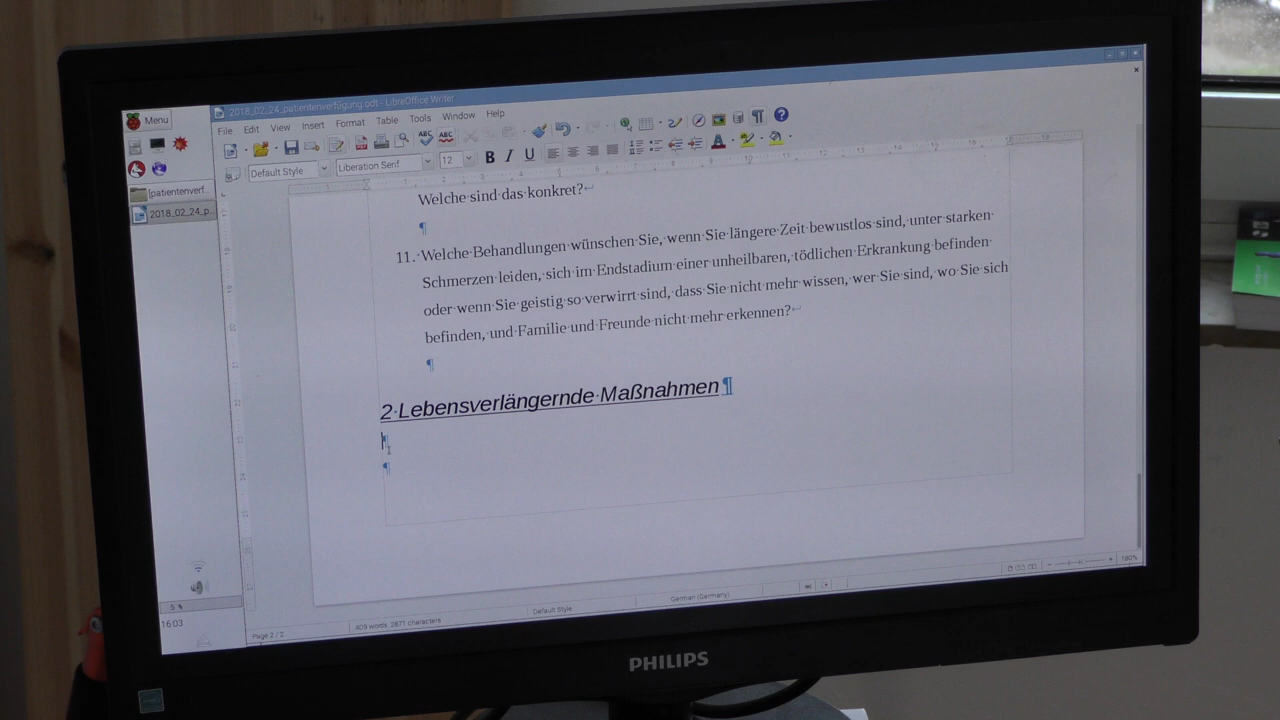 2018_02_24_patientenverfügung.odt - LibreOffice Writer
Menu
File Edit View Insert Format Table Tools Window Help
Default Style
Liberation Serif
12
[patientenverf...
2018_02_24_p...
Welche sind das konkret?
11. Welche Behandlungen wünschen Sie, wenn Sie längere Zeit bewustlos sind, unter starken
Schmerzen leiden, sich im Endstadium einer unheilbaren, tödlichen Erkrankung befinden
oder wenn Sie geistig so verwirrt sind, dass Sie nicht mehr wissen, wer Sie sind, wo Sie sich
befinden, und Familie und Freunde nicht mehr erkennen?
2 Lebensverlängernde Maßnahmen
5 %
16:03
Page 2 / 2
409 words, 2871 characters
Default Style
German (Germany)
180%
PHILIPS